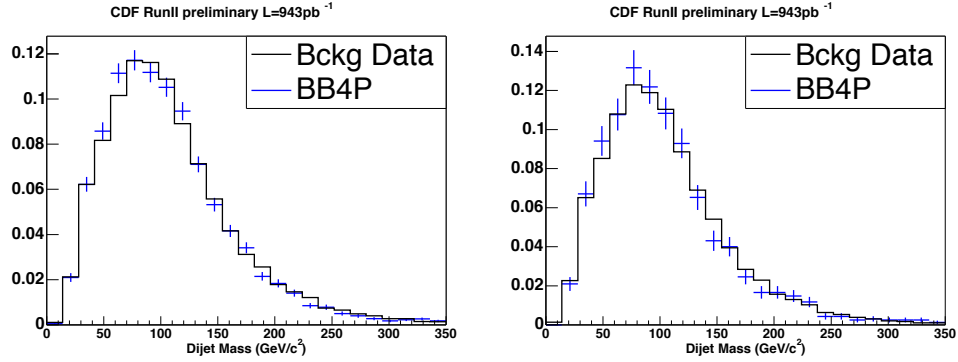 CDF RunII preliminary L=943pb⁻¹
Bckg Data
BB4P
0.12
0.1
0.08
0.06
0.04
0.02
0
0 50 100 150 200 250 300 350
Dijet Mass (GeV/c²)
CDF RunII preliminary L=943pb⁻¹
Bckg Data
BB4P
0.14
0.12
0.1
0.08
0.06
0.04
0.02
0
0 50 100 150 200 250 300 350
Dijet Mass (GeV/c²)